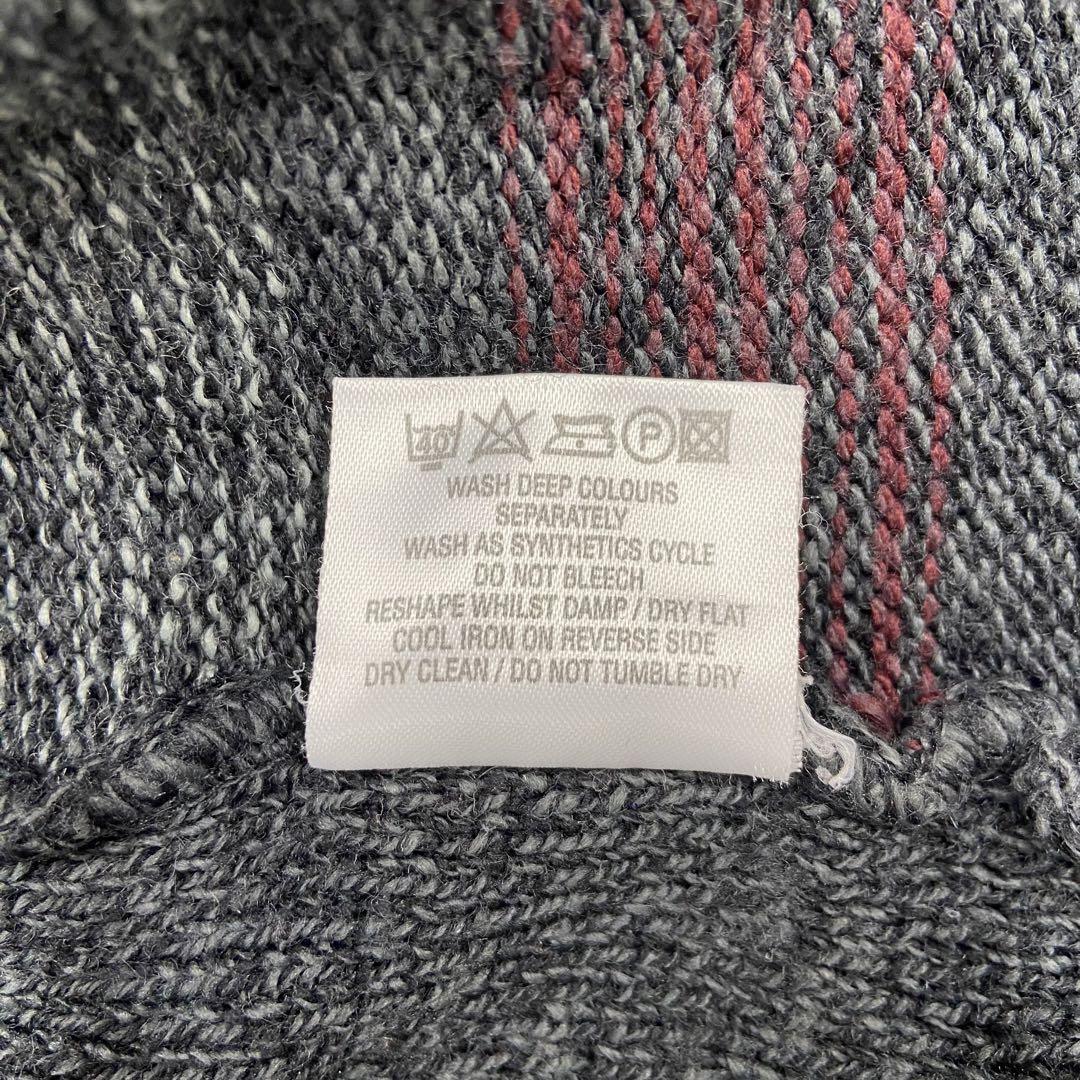 40 P
WASH DEEP COLOURS
SEPARATELY
WASH AS SYNTHETICS CYCLE
DO NOT BLEECH
RESHAPE WHILST DAMP / DRY FLAT
COOL IRON ON REVERSE SIDE
DRY CLEAN / DO NOT TUMBLE DRY